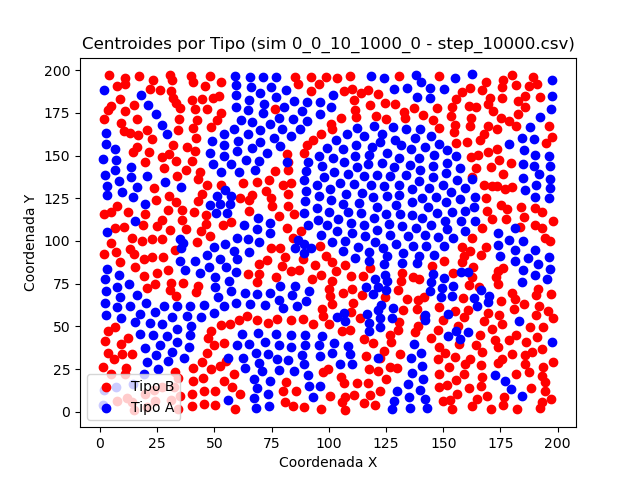 Centroides por Tipo (sim 0_0_10_1000_0 - step_10000.csv)
Coordenada Y
200
175
150
125
100
75
50
25
0
Tipo B
Tipo A
0 25 50 75 100 125 150 175 200
Coordenada X